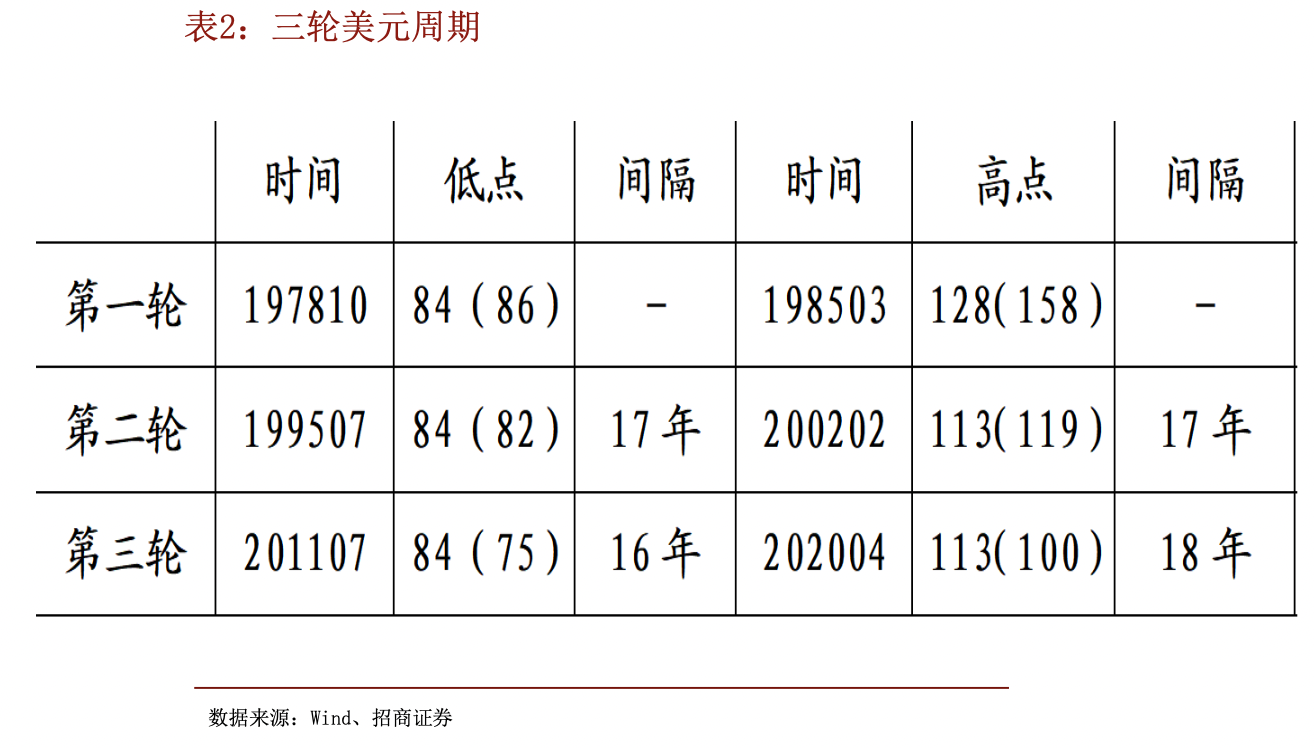 表2：三轮美元周期
时间 低点 间隔 时间 高点 间隔
第一轮 197810 84（86） - 198503 128(158) -
第二轮 199507 84（82） 17年 200202 113(119) 17年
第三轮 201107 84（75） 16年 202004 113(100) 18年
数据来源：Wind、招商证券